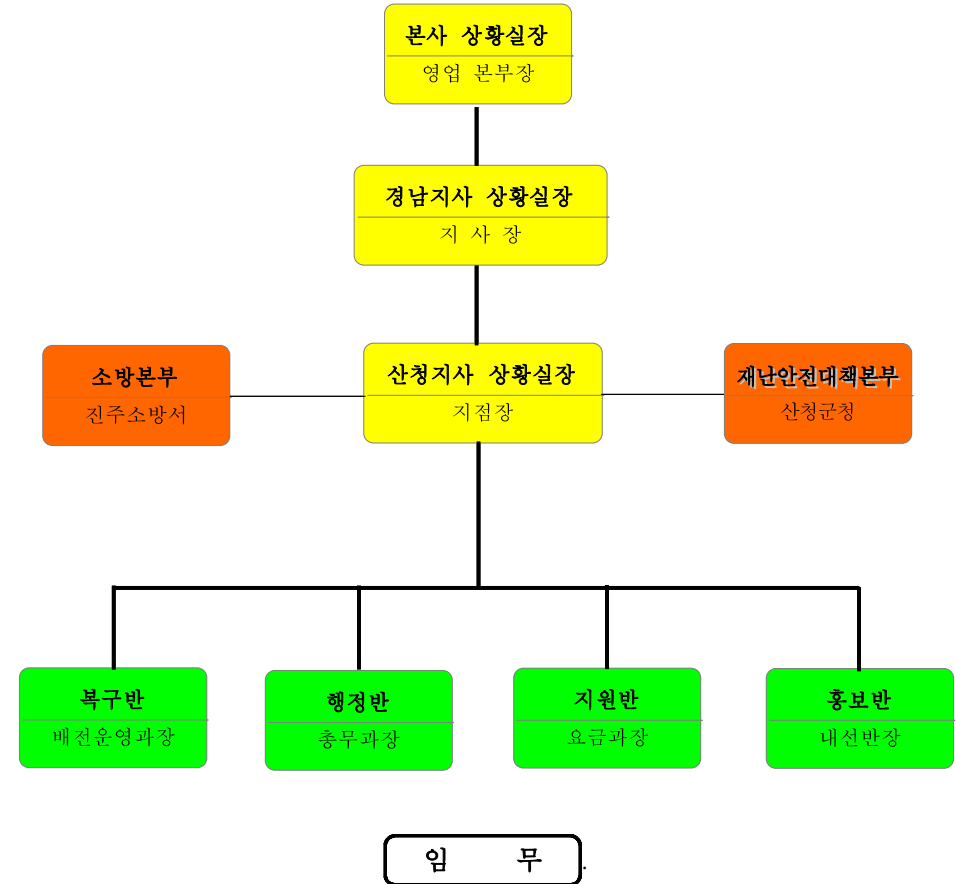 본사 상황실장
영업 본부장
경남지사 상황실장
지 사 장
소방본부
진주소방서
산청지사 상황실장
지점장
재난안전대책본부
산청군청
복구반
배전운영과장
행정반
총무과장
지원반
요금과장
홍보반
내선반장
임 무.